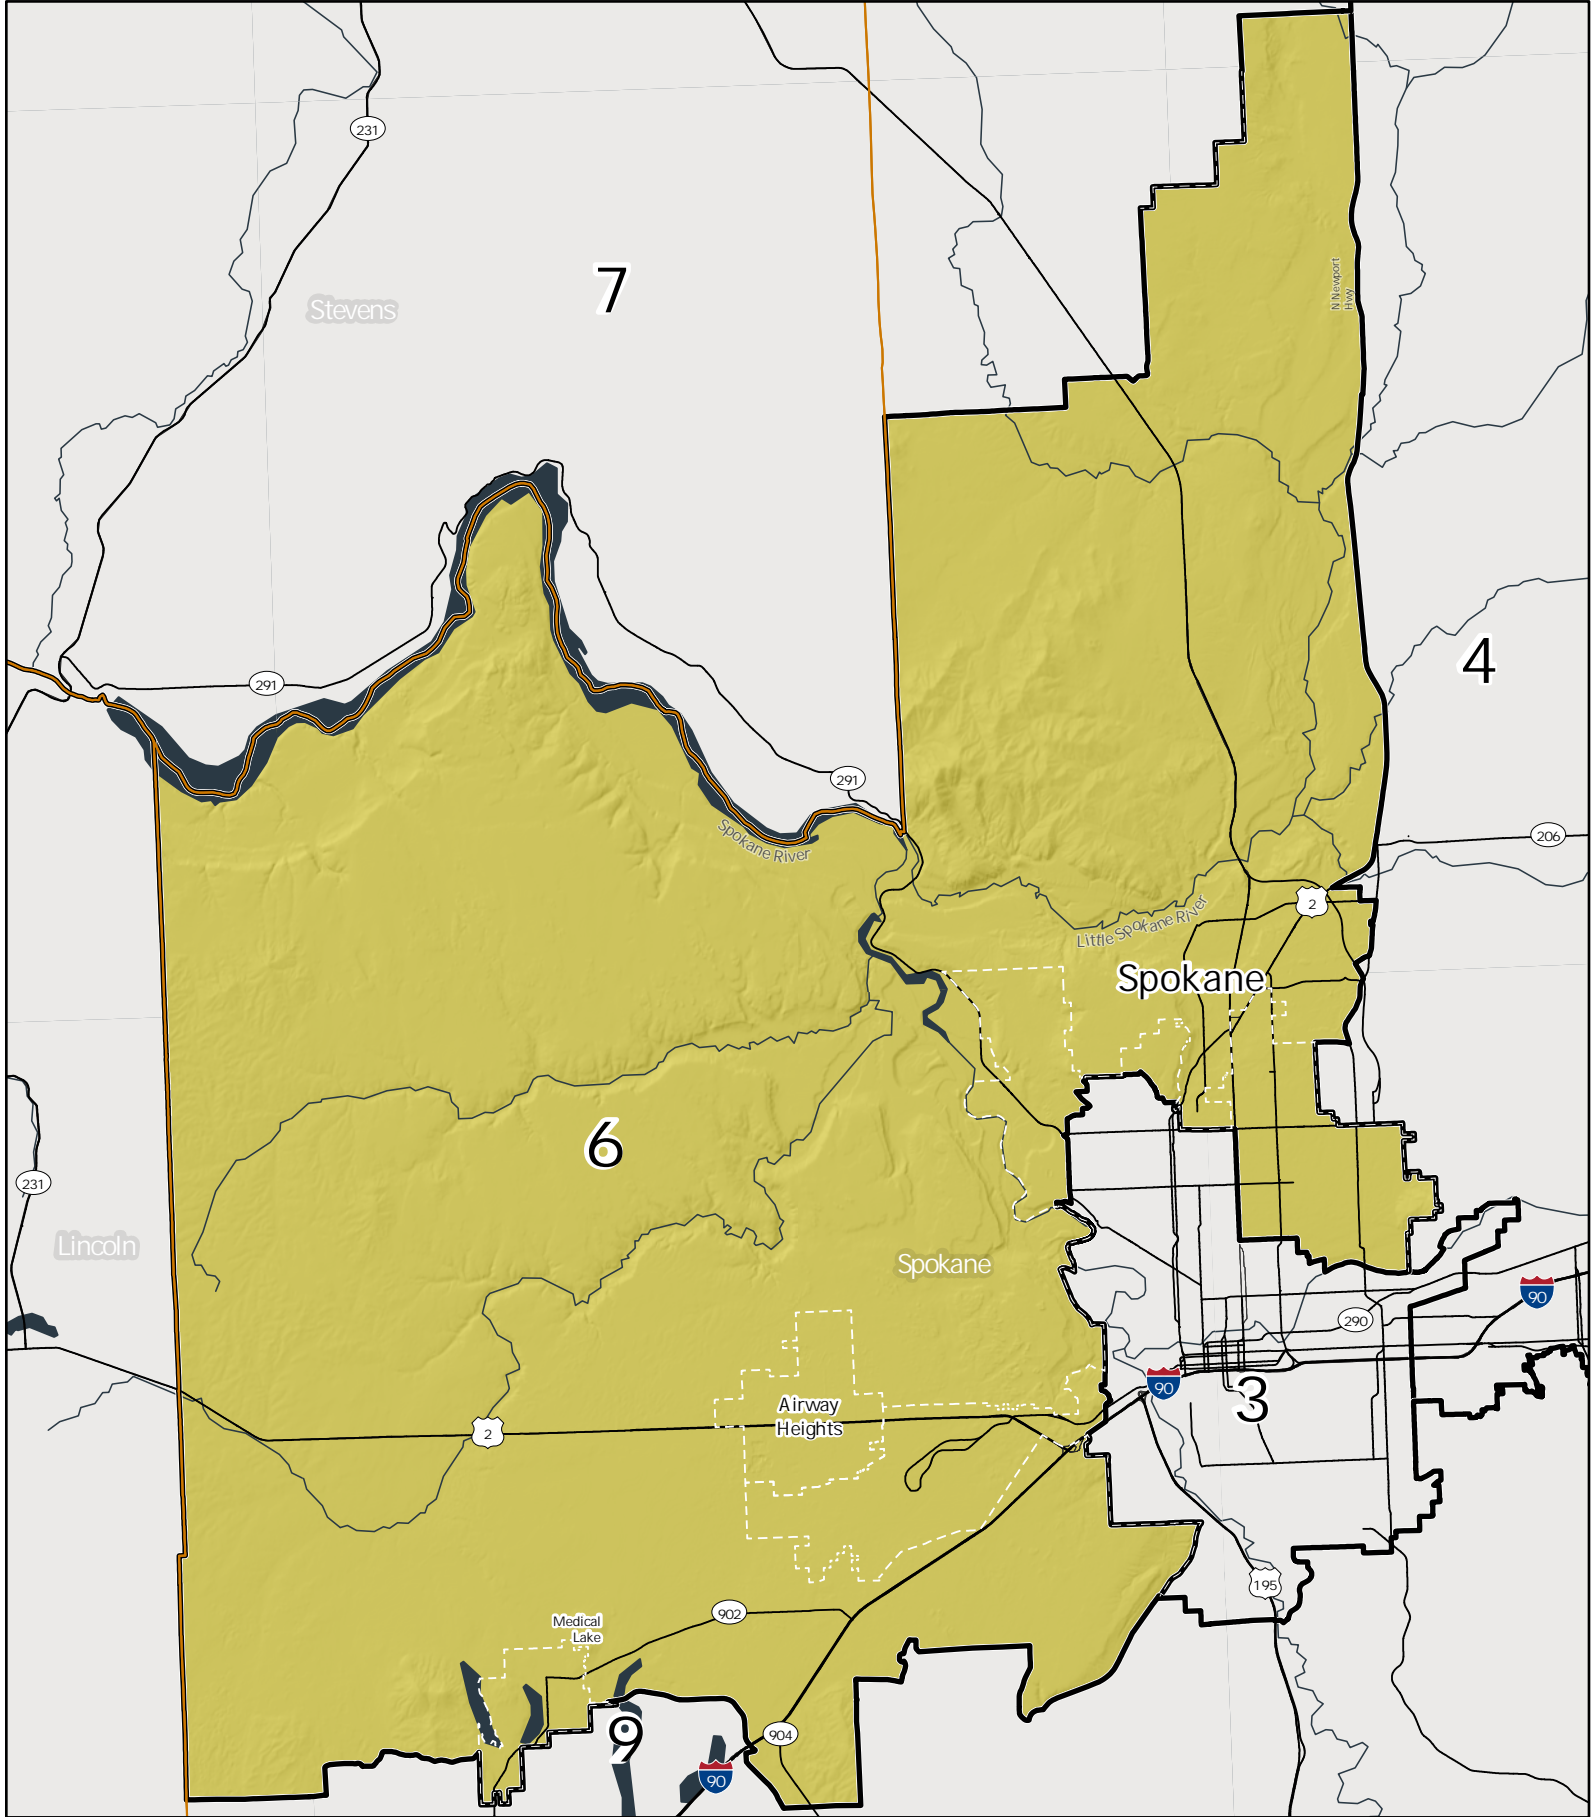 231
7
Stevens
N Newport
Hwy
4
291
291
Spokane River
206
2
Little Spokane River
Spokane
6
231
Lincoln
Spokane
90
290
90
3
Airway
Heights
2
195
902
Medical
Lake
9
904
90